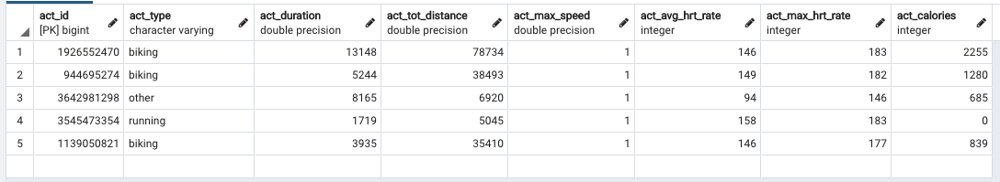 act_id act_type act_duration act_tot_distance act_max_speed act_avg_hrt_rate act_max_hrt_rate act_calories
[PK] bigint character varying double precision double precision double precision integer integer integer
1 1926552470 biking 13148 78734 1 146 183 2255
2 944695274 biking 5244 38493 1 149 182 1280
3 3642981298 other 8165 6920 1 94 146 685
4 3545473354 running 1719 5045 1 158 183 0
5 1139050821 biking 3935 35410 1 146 177 839